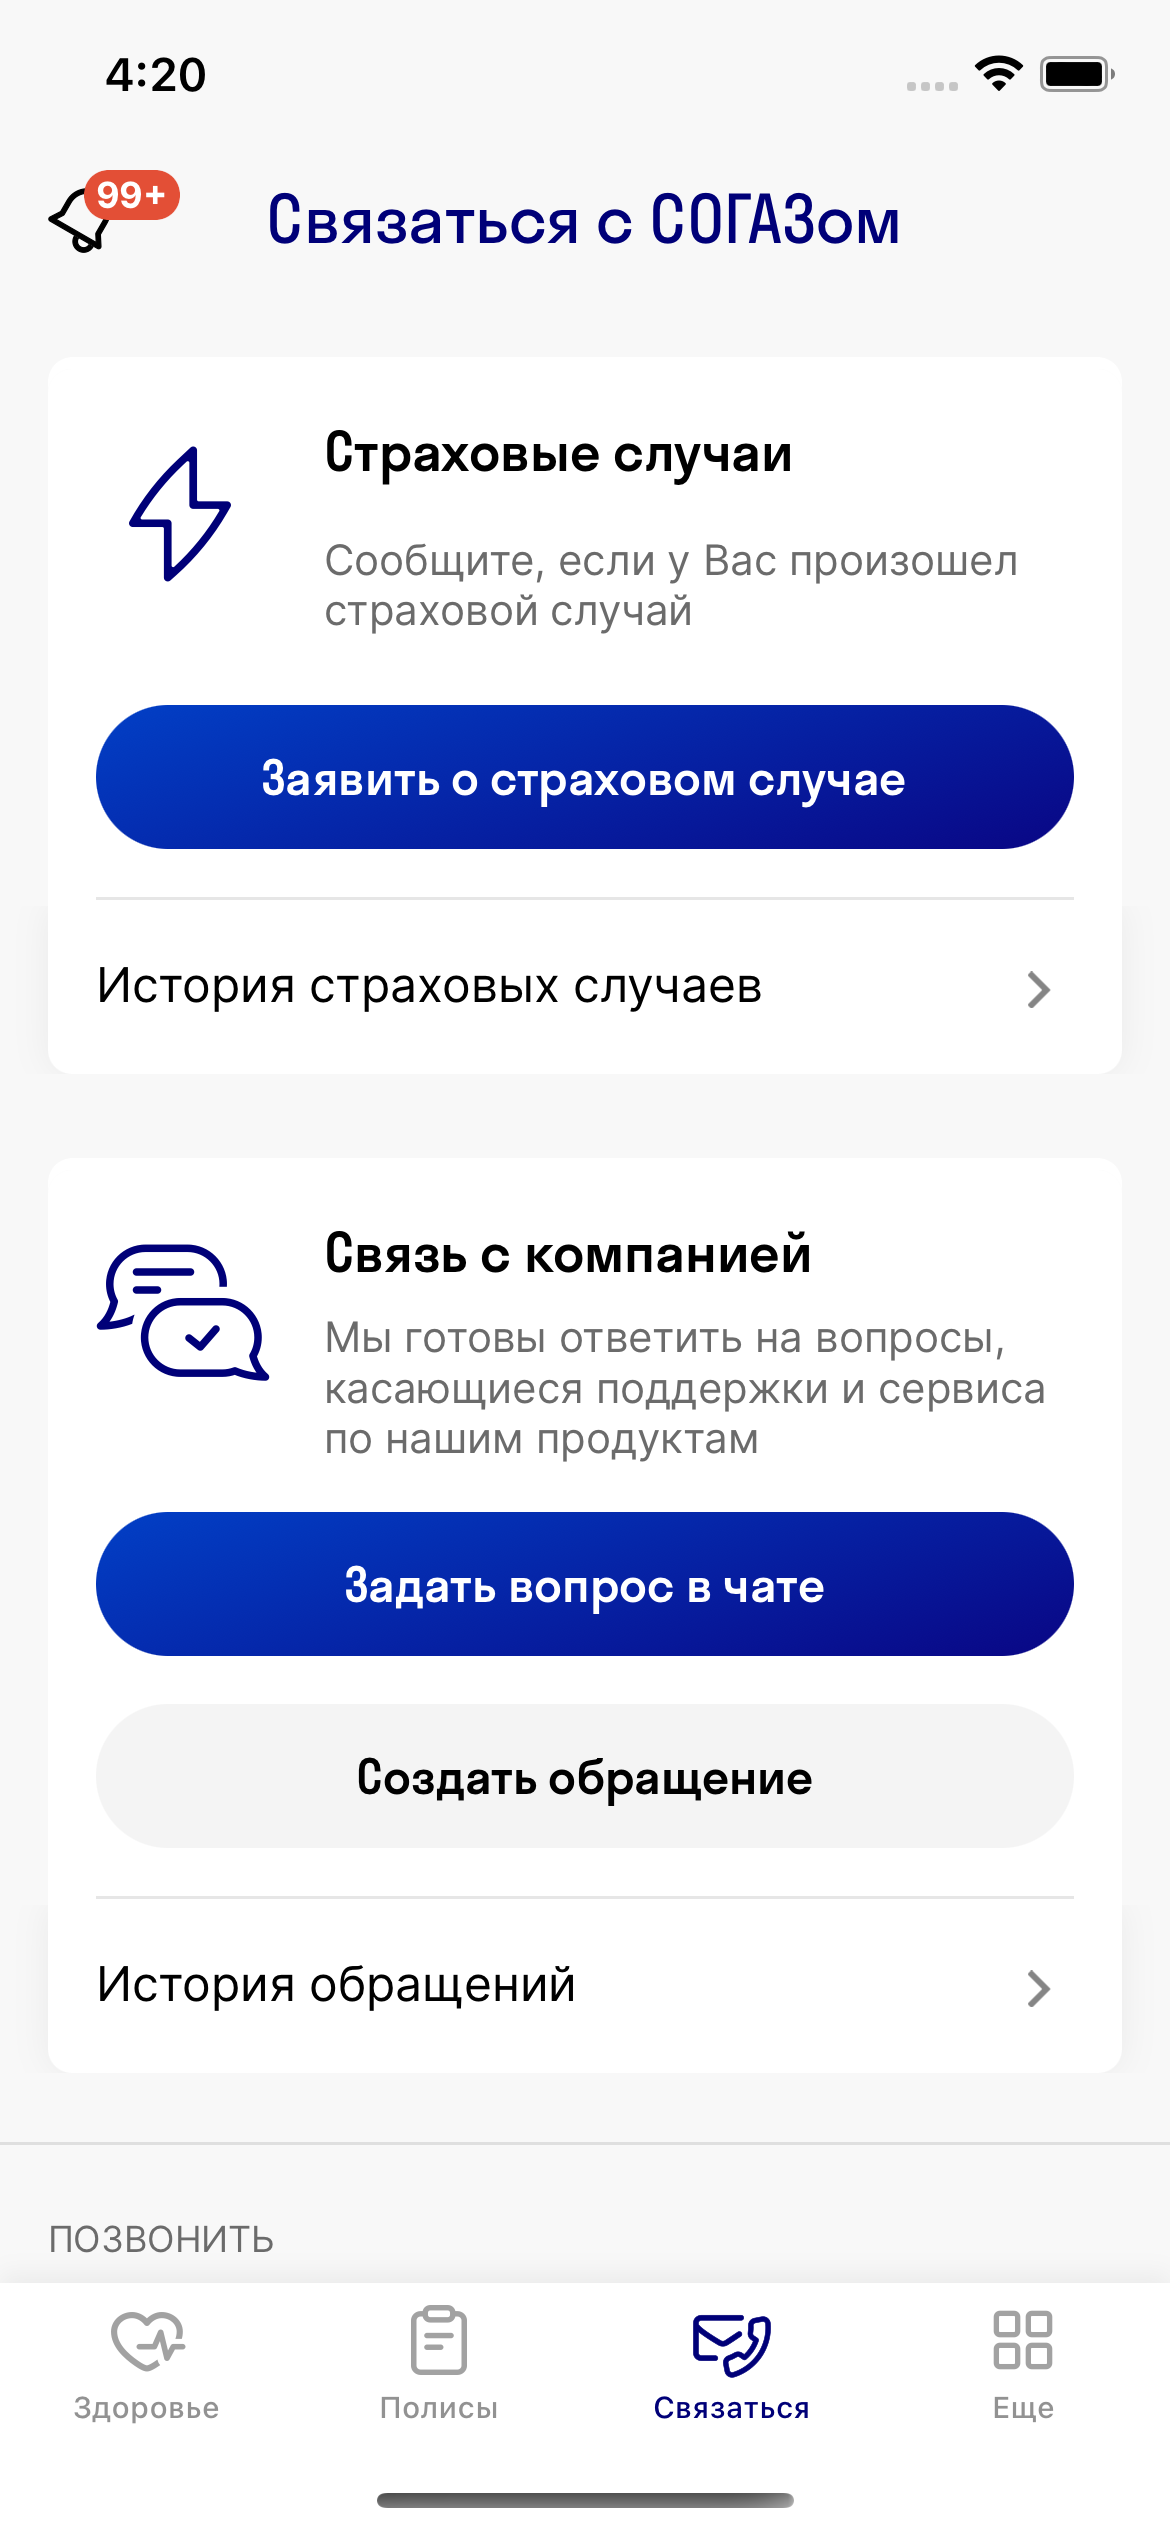 4:20
99+
Связаться с СОГАЗом
Страховые случаи
Сообщите, если у Вас произошел
страховой случай
Заявить о страховом случае
История страховых случаев
Связь с компанией
Мы готовы ответить на вопросы,
касающиеся поддержки и сервиса
по нашим продуктам
Задать вопрос в чате
Создать обращение
История обращений
ПОЗВОНИТЬ
Здоровье
Полисы
Связаться
Еще